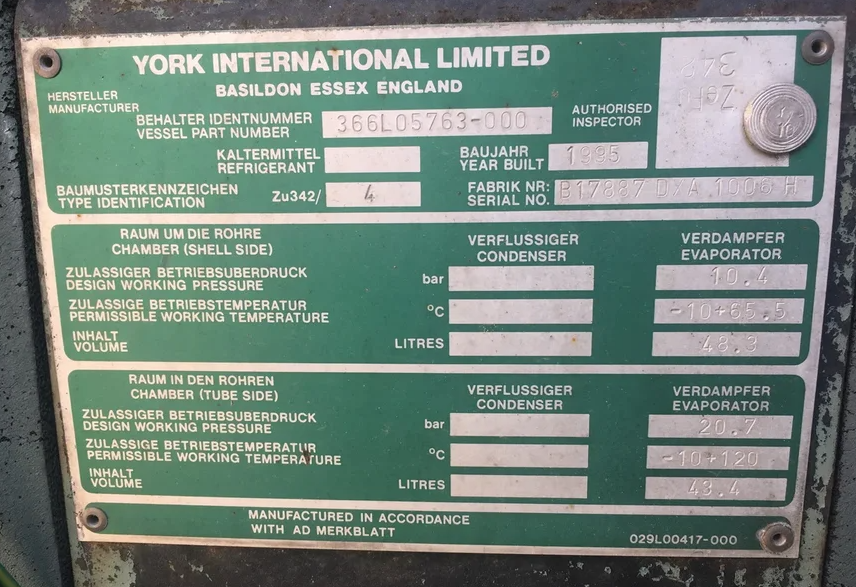 YORK INTERNATIONAL LIMITED
BASILDON ESSEX ENGLAND
HERSTELLER
MANUFACTURER
BEHALTER IDENTNUMMER
VESSEL PART NUMBER
366L05763-000
AUTHORISED
INSPECTOR
342
KALTERMITTEL
REFRIGERANT
BAUJAHR
YEAR BUILT
1995
BAUMUSTERKENNZEICHEN
TYPE IDENTIFICATION
Zu342/ 4
FABRIK NR:
SERIAL NO.
B17887 DXA 1006 H
RAUM UM DIE ROHRE
CHAMBER (SHELL SIDE)
VERFLUSSIGER
CONDENSER
VERDAMPFER
EVAPORATOR
ZULASSIGER BETRIEBSUBERDRUCK
DESIGN WORKING PRESSURE
bar
10.4
ZULASSIGE BETRIEBSTEMPERATUR
PERMISSIBLE WORKING TEMPERATURE
°C
-10+65.5
INHALT
VOLUME
LITRES
48.3
RAUM IN DEN ROHREN
CHAMBER (TUBE SIDE)
VERFLUSSIGER
CONDENSER
VERDAMPFER
EVAPORATOR
ZULASSIGER BETRIEBSUBERDRUCK
DESIGN WORKING PRESSURE
bar
20.7
ZULASSIGE BETRIEBSTEMPERATUR
PERMISSIBLE WORKING TEMPERATURE
°C
-10+120
INHALT
VOLUME
LITRES
43.4
MANUFACTURED IN ACCORDANCE
WITH AD MERKBLATT
029L00417-000